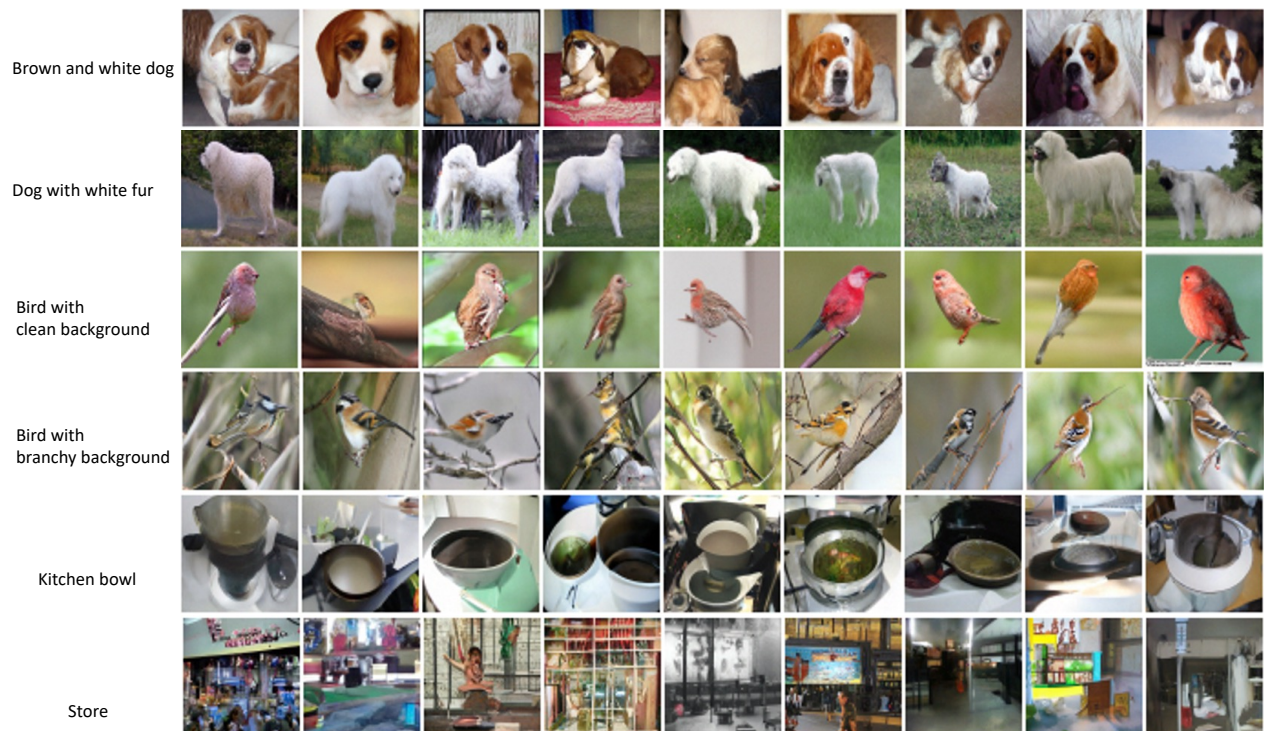 Brown and white dog
Dog with white fur
Bird with
clean background
Bird with
branchy background
Kitchen bowl
Store